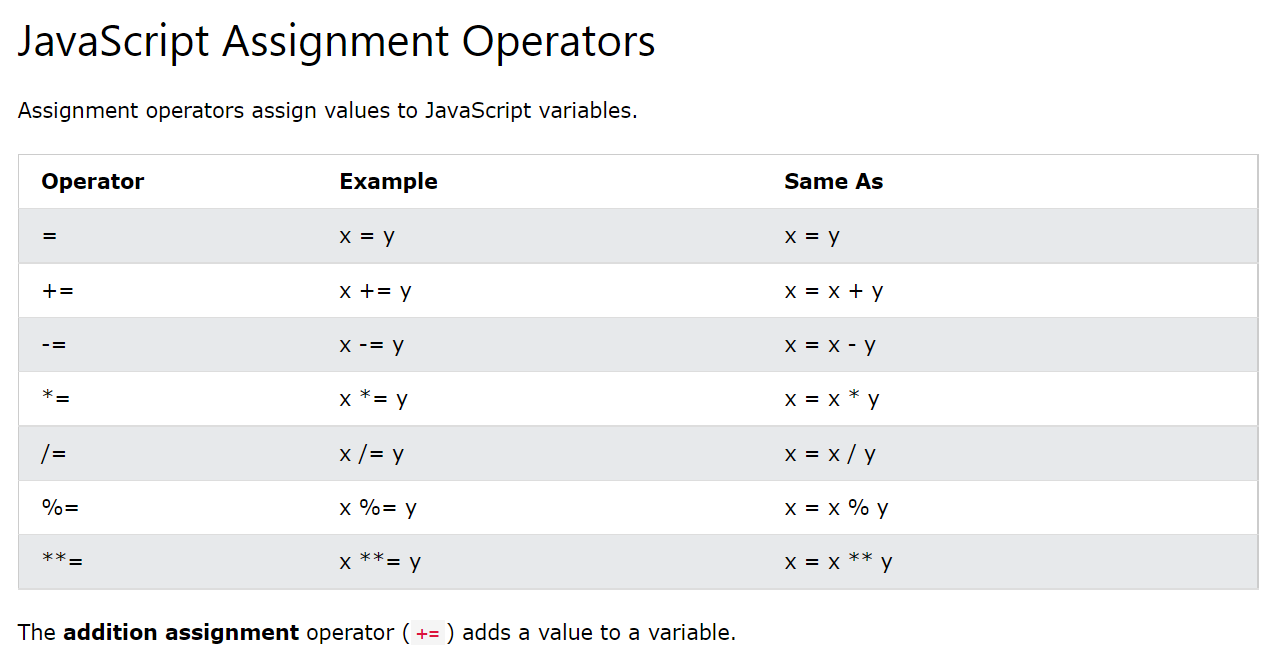 JavaScript Assignment Operators
Assignment operators assign values to JavaScript variables.
Operator Example Same As
= x = y x = y
+= x += y x = x + y
-= x -= y x = x - y
*= x *= y x = x * y
/= x /= y x = x / y
%= x %= y x = x % y
**= x **= y x = x ** y
The addition assignment operator (+=) adds a value to a variable.